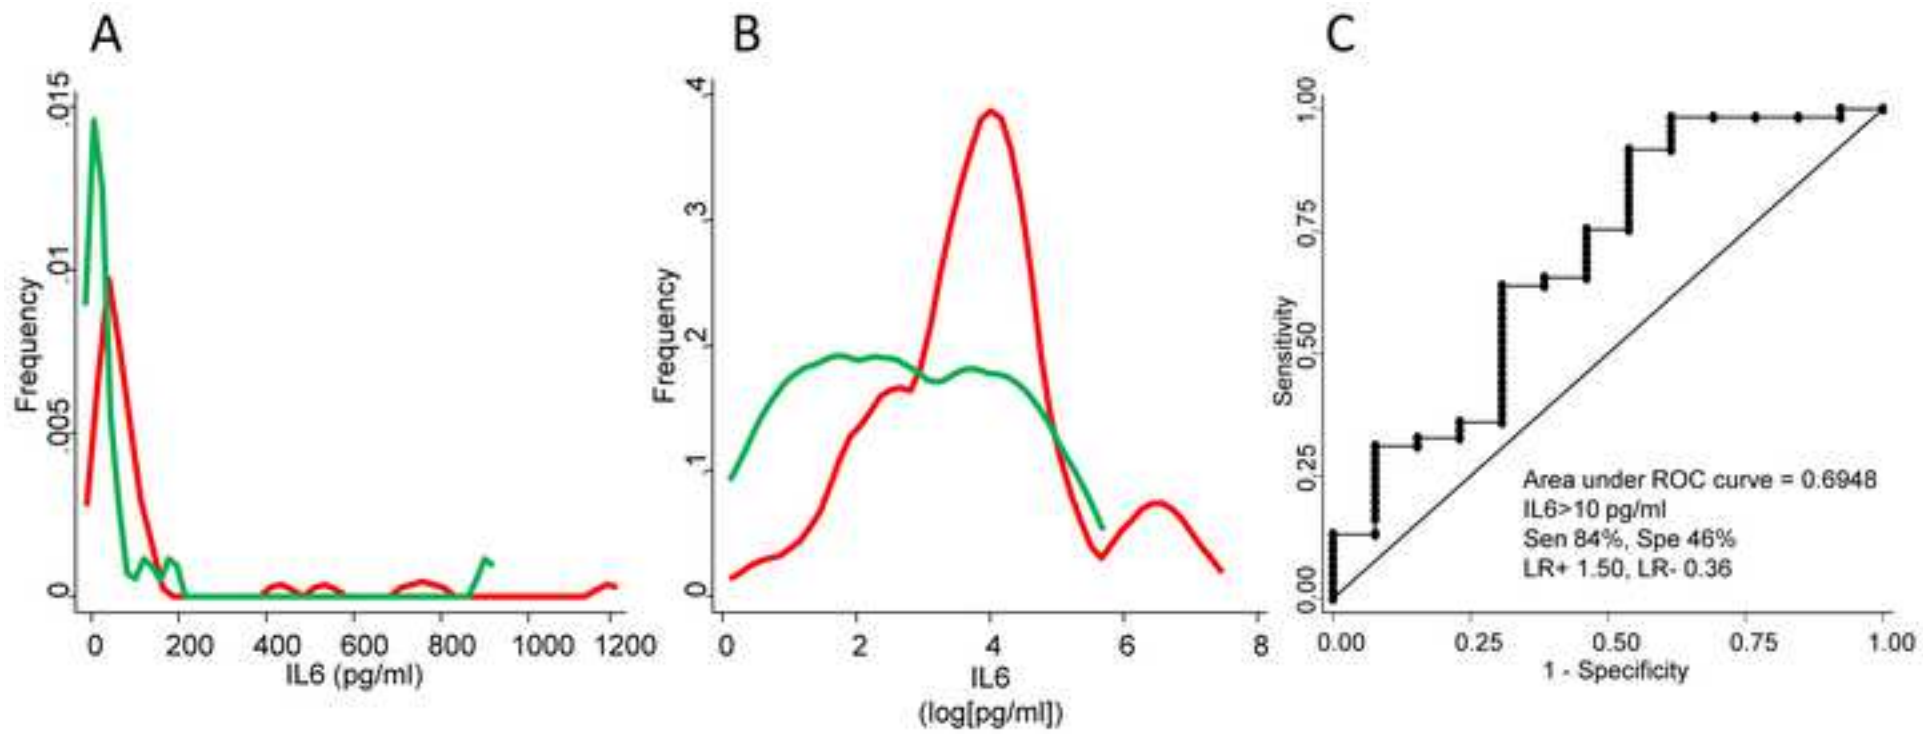 A
Frequency
.015
.01
.005
0
0 200 400 600 800 1000 1200
IL6 (pg/ml)
B
Frequency
4
3
2
.1
0
0 2 4 6 8
IL6
(log[pg/ml])
C
Sensitivity
1.00
0.75
0.50
0.25
0.00
Area under ROC curve = 0.6948
IL6>10 pg/ml
Sen 84%, Spe 46%
LR+ 1.50, LR- 0.36
0.00 0.25 0.50 0.75 1.00
1 - Specificity